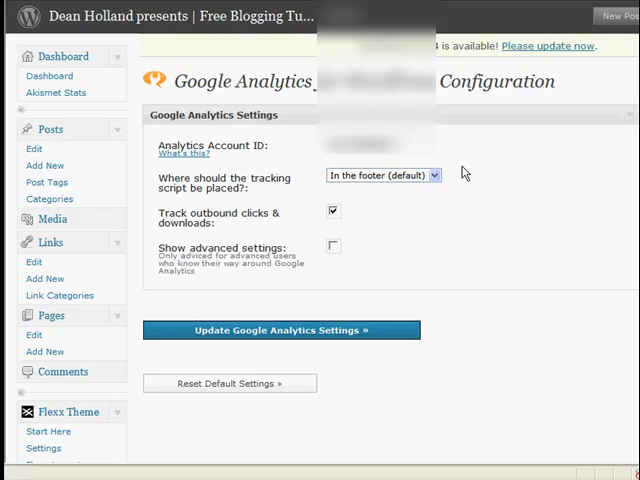 Dean Holland presents | Free Blogging Tu...
New Pos
4 is available! Please update now.
Dashboard
Dashboard
Akismet Stats
Posts
Edit
Add New
Post Tags
Categories
Media
Links
Edit
Add New
Link Categories
Pages
Edit
Add New
Comments
Flexx Theme
Start Here
Settings
Google Analytics
Configuration
Google Analytics Settings
Analytics Account ID:
What's this?
Where should the tracking
script be placed?:
In the footer (default)
Track outbound clicks &
downloads:
Show advanced settings:
Only adviced for advanced users
who know their way around Google
Analytics
Update Google Analytics Settings »
Reset Default Settings »